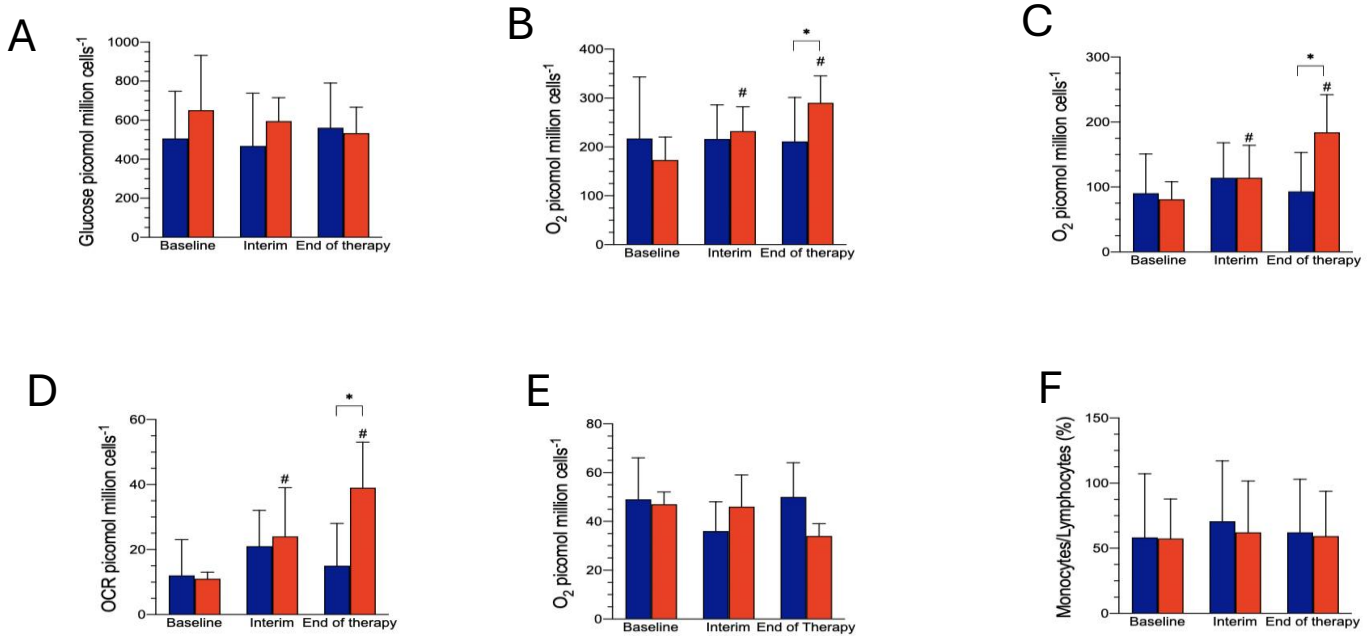 A
Glucose picomol million cells-1
1000
800
600
400
200
0
Baseline Interim End of therapy
B
O2 picomol million cells-1
400
300
200
100
0
*
#
#
Baseline Interim End of therapy
C
O2 picomol million cells-1
300
200
100
0
*
#
#
Baseline Interim End of therapy
D
OCR picomol million cells-1
60
40
20
0
*
#
#
Baseline Interim End of therapy
E
O2 picomol million cells-1
80
60
40
20
0
Baseline Interim End of Therapy
F
Monocytes/Lymphocytes (%)
150
100
50
0
Baseline Interim End of therapy